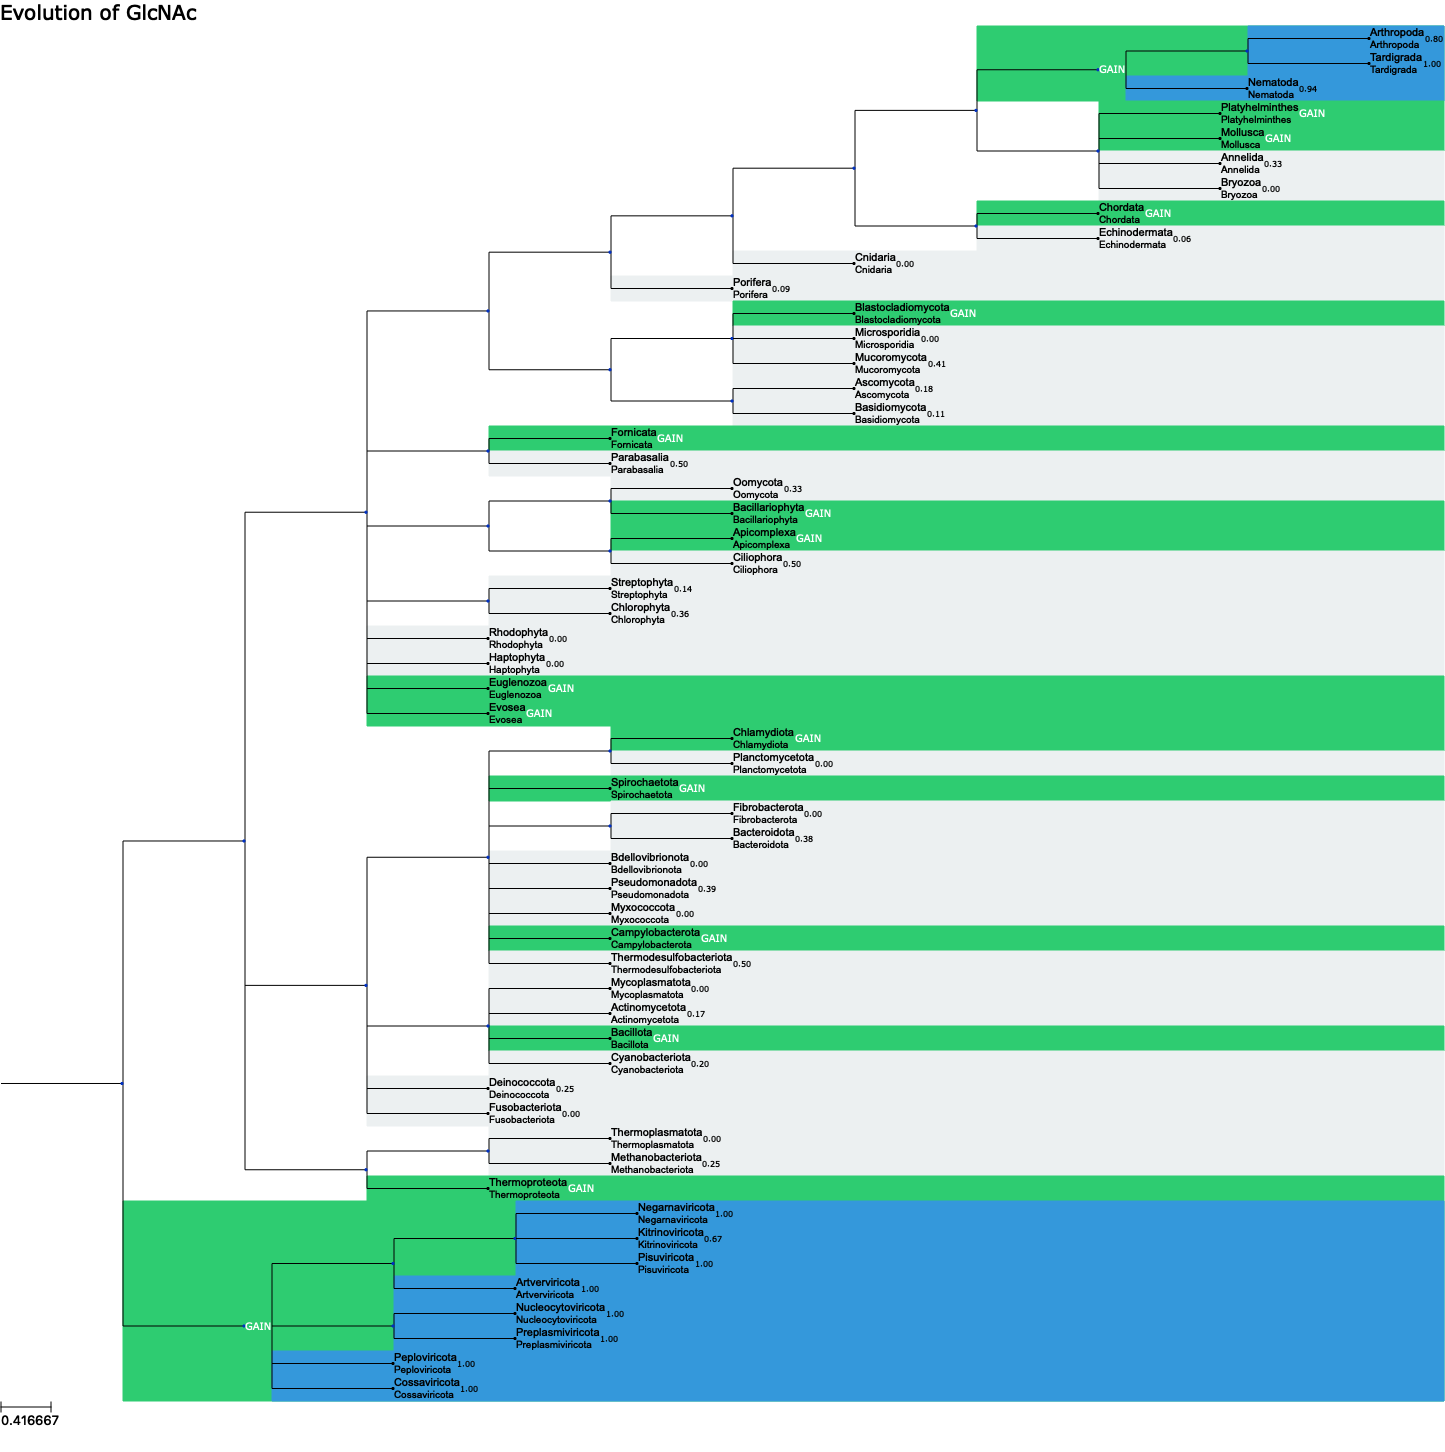 Evolution of GlcNAc
Arthropoda 0.80
Arthropoda
Tardigrada 1.00
Tardigrada
GAIN
Nematoda 0.94
Nematoda
Platyhelminthes GAIN
Platyhelminthes
Mollusca GAIN
Mollusca
Annelida 0.33
Annelida
Bryozoa 0.00
Bryozoa
Chordata GAIN
Chordata
Echinodermata 0.06
Echinodermata
Cnidaria 0.00
Cnidaria
Porifera 0.09
Porifera
Blastocladiomycota GAIN
Blastocladiomycota
Microsporidia 0.00
Microsporidia
Mucoromycota 0.41
Mucoromycota
Ascomycota 0.18
Ascomycota
Basidiomycota 0.11
Basidiomycota
Fornicata GAIN
Fornicata
Parabasalia 0.50
Parabasalia
Oomycota 0.33
Oomycota
Bacillariophyta GAIN
Bacillariophyta
Apicomplexa GAIN
Apicomplexa
Ciliophora 0.50
Ciliophora
Streptophyta 0.14
Streptophyta
Chlorophyta 0.36
Chlorophyta
Rhodophyta 0.00
Rhodophyta
Haptophyta 0.00
Haptophyta
Euglenozoa GAIN
Euglenozoa
Evosea GAIN
Evosea
Chlamydiota GAIN
Chlamydiota
Planctomycetota 0.00
Planctomycetota
Spirochaetota GAIN
Spirochaetota
Fibrobacterota 0.00
Fibrobacterota
Bacteroidota 0.38
Bacteroidota
Bdellovibrionota 0.00
Bdellovibrionota
Pseudomonadota 0.39
Pseudomonadota
Myxococcota 0.00
Myxococcota
Campylobacterota GAIN
Campylobacterota
Thermodesulfobacteriota 0.50
Thermodesulfobacteriota
Mycoplasmatota 0.00
Mycoplasmatota
Actinomycetota 0.17
Actinomycetota
Bacillota GAIN
Bacillota
Cyanobacteriota 0.20
Cyanobacteriota
Deinococcota 0.25
Deinococcota
Fusobacteriota 0.00
Fusobacteriota
Thermoplasmatota 0.00
Thermoplasmatota
Methanobacteriota 0.25
Methanobacteriota
Thermoproteota GAIN
Thermoproteota
Negarnaviricota 1.00
Negarnaviricota
Kitrinoviricota 0.67
Kitrinoviricota
Pisuviricota 1.00
Pisuviricota
Artverviricota 1.00
Artverviricota
Nucleocytoviricota 1.00
Nucleocytoviricota
GAIN
Preplasmiviricota 1.00
Preplasmiviricota
Peploviricota 1.00
Peploviricota
Cossaviricota 1.00
Cossaviricota
0.416667